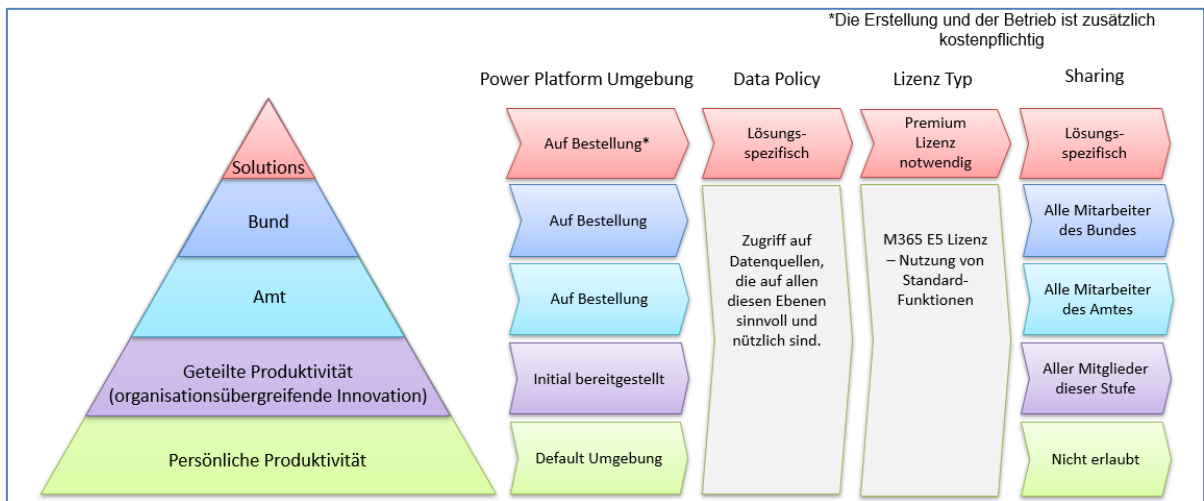 *Die Erstellung und der Betrieb ist zusätzlich
kostenpflichtig
Power Platform Umgebung
Data Policy
Lizenz Typ
Sharing
Solutions
Auf Bestellung*
Lösungs-
spezifisch
Premium
Lizenz
notwendig
Lösungs-
spezifisch
Bund
Auf Bestellung
Zugriff auf
Datenquellen,
die auf allen
diesen Ebenen
sinnvoll und
nützlich sind.
M365 E5 Lizenz
– Nutzung von
Standard-
Funktionen
Alle Mitarbeiter
des Bundes
Amt
Auf Bestellung
Alle Mitarbeiter
des Amtes
Geteilte Produktivität
(organisationsübergreifende Innovation)
Initial bereitgestellt
Aller Mitglieder
dieser Stufe
Persönliche Produktivität
Default Umgebung
Nicht erlaubt